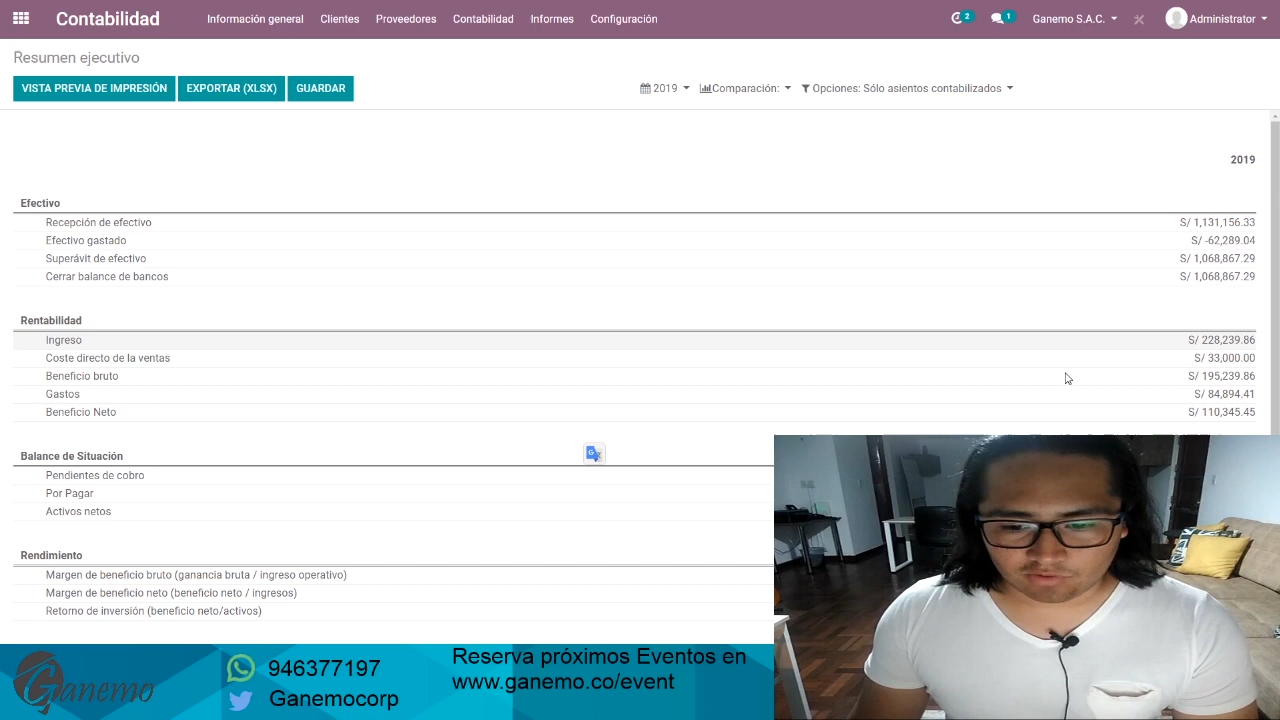 Contabilidad Información general Clientes Proveedores Contabilidad Informes Configuración 2 1 Ganemo S.A.C. Administrator
Resumen ejecutivo
VISTA PREVIA DE IMPRESIÓN EXPORTAR (XLSX) GUARDAR 2019 Comparación: Opciones: Sólo asientos contabilizados
2019
Efectivo
Recepción de efectivo S/ 1,131,156.33
Efectivo gastado S/ -62,289.04
Superávit de efectivo S/ 1,068,867.29
Cerrar balance de bancos S/ 1,068,867.29
Rentabilidad
Ingreso S/ 228,239.86
Coste directo de la ventas S/ 33,000.00
Beneficio bruto S/ 195,239.86
Gastos S/ 84,894.41
Beneficio Neto S/ 110,345.45
Balance de Situación
Pendientes de cobro
Por Pagar
Activos netos
Rendimiento
Margen de beneficio bruto (ganancia bruta / ingreso operativo)
Margen de beneficio neto (beneficio neto / ingresos)
Retorno de inversión (beneficio neto/activos)
Ganemo
946377197
Ganemocorp
Reserva próximos Eventos en
www.ganemo.co/event